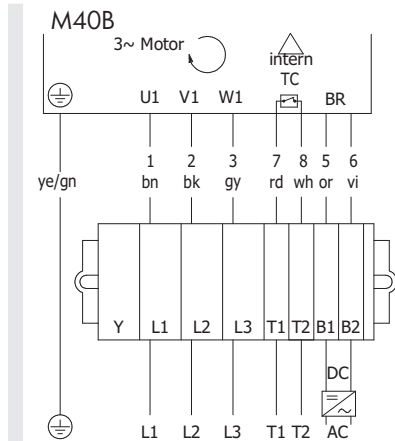 M40B
3~ Motor
intern
TC
U1 V1 W1 BR
1 2 3 7 8 5 6
ye/gn bn bk gy rd wh or vi
Y L1 L2 L3 T1 T2 B1 B2
DC
L1 L2 L3 T1 T2 AC